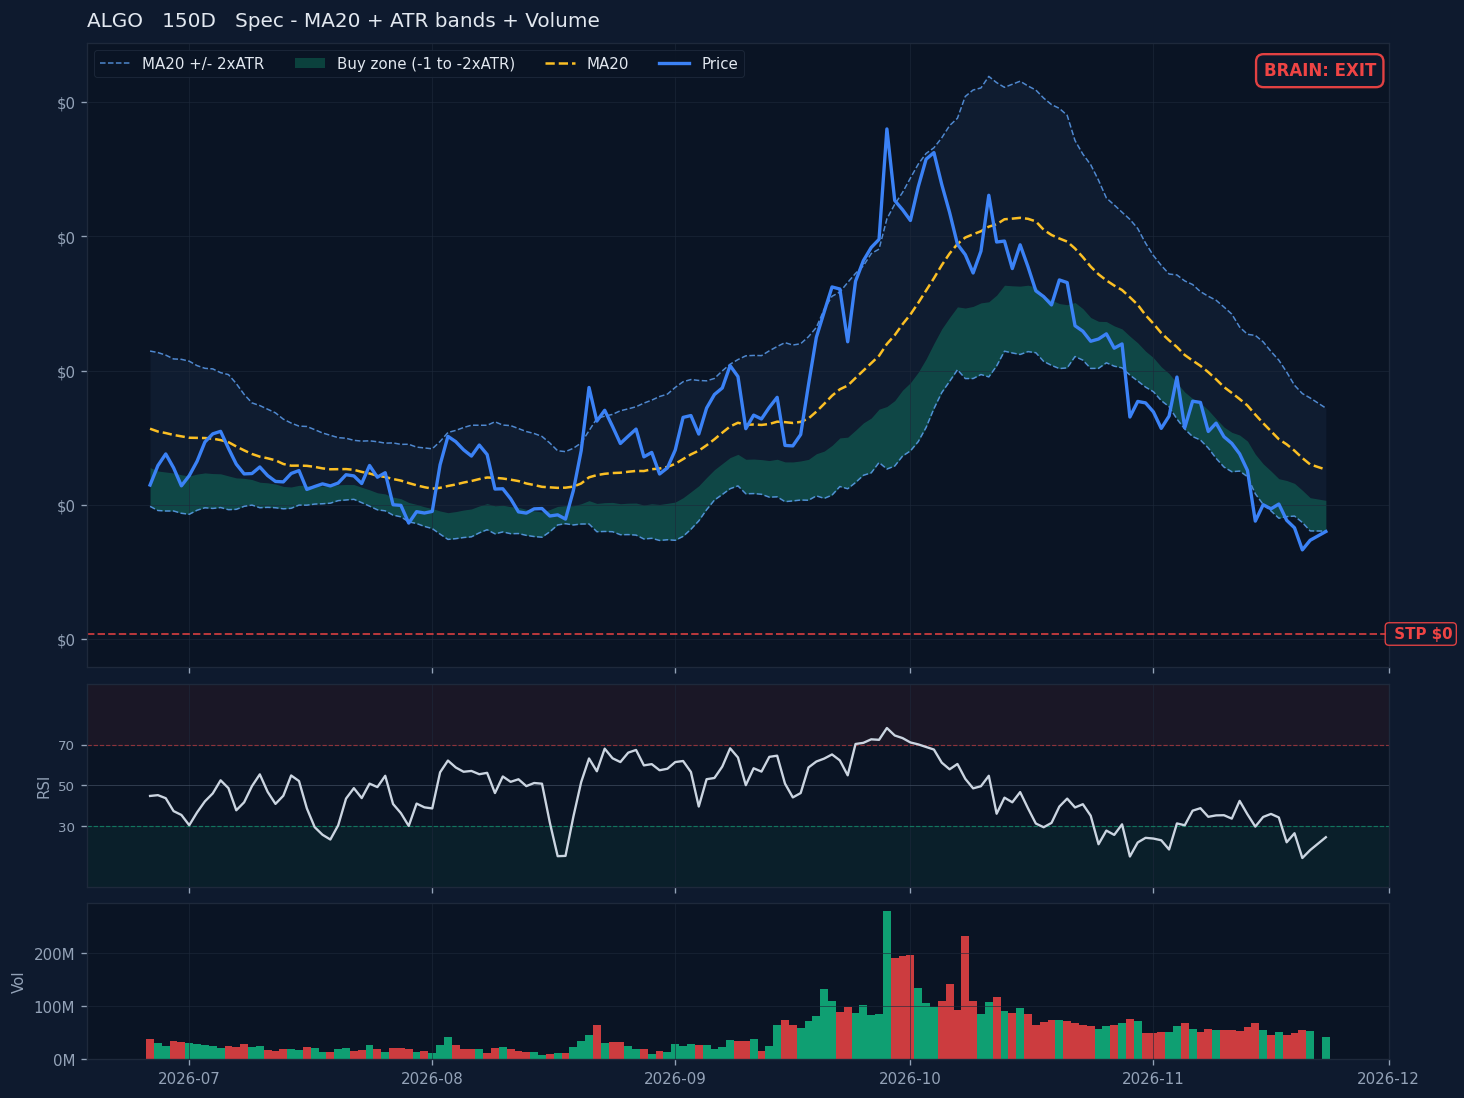 ALGO 150D Spec - MA20 + ATR bands + Volume
MA20 +/- 2xATR
Buy zone (-1 to -2xATR)
MA20
Price
BRAIN: EXIT
$0
$0
$0
$0
$0
STP $0
RSI
70
50
30
Vol
200M
100M
0M
2026-07
2026-08
2026-09
2026-10
2026-11
2026-12